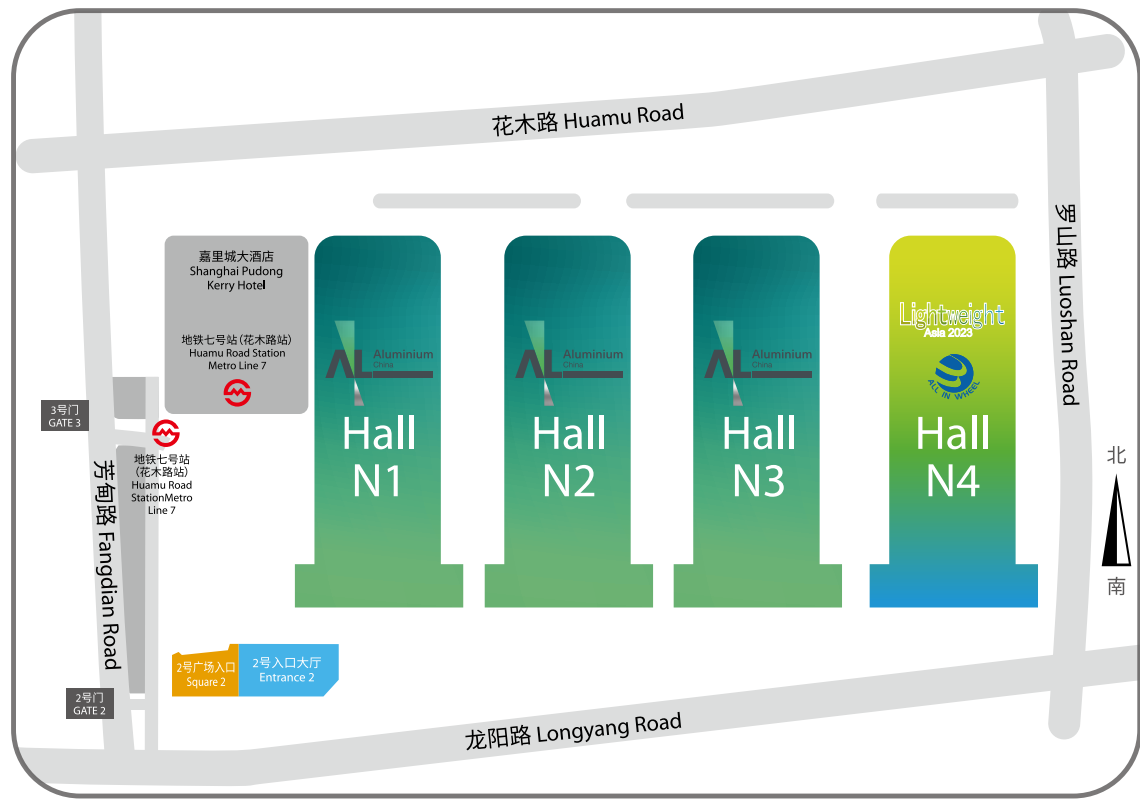 花木路 Huamu Road
罗山路 Luoshan Road
嘉里城大酒店
Shanghai Pudong
Kerry Hotel
地铁七号站(花木路站)
Huamu Road Station
Metro Line 7
AL Aluminium
China
Hall
N1
AL Aluminium
China
Hall
N2
AL Aluminium
China
Hall
N3
Lightweight
Asia 2023
ALL IN WHEEL
Hall
N4
3号门
GATE 3
地铁七号站
(花木路站)
Huamu Road
StationMetro
Line 7
芳甸路 Fangdian Road
北
南
2号广场入口
Square 2
2号入口大厅
Entrance 2
2号门
GATE 2
龙阳路 Longyang Road